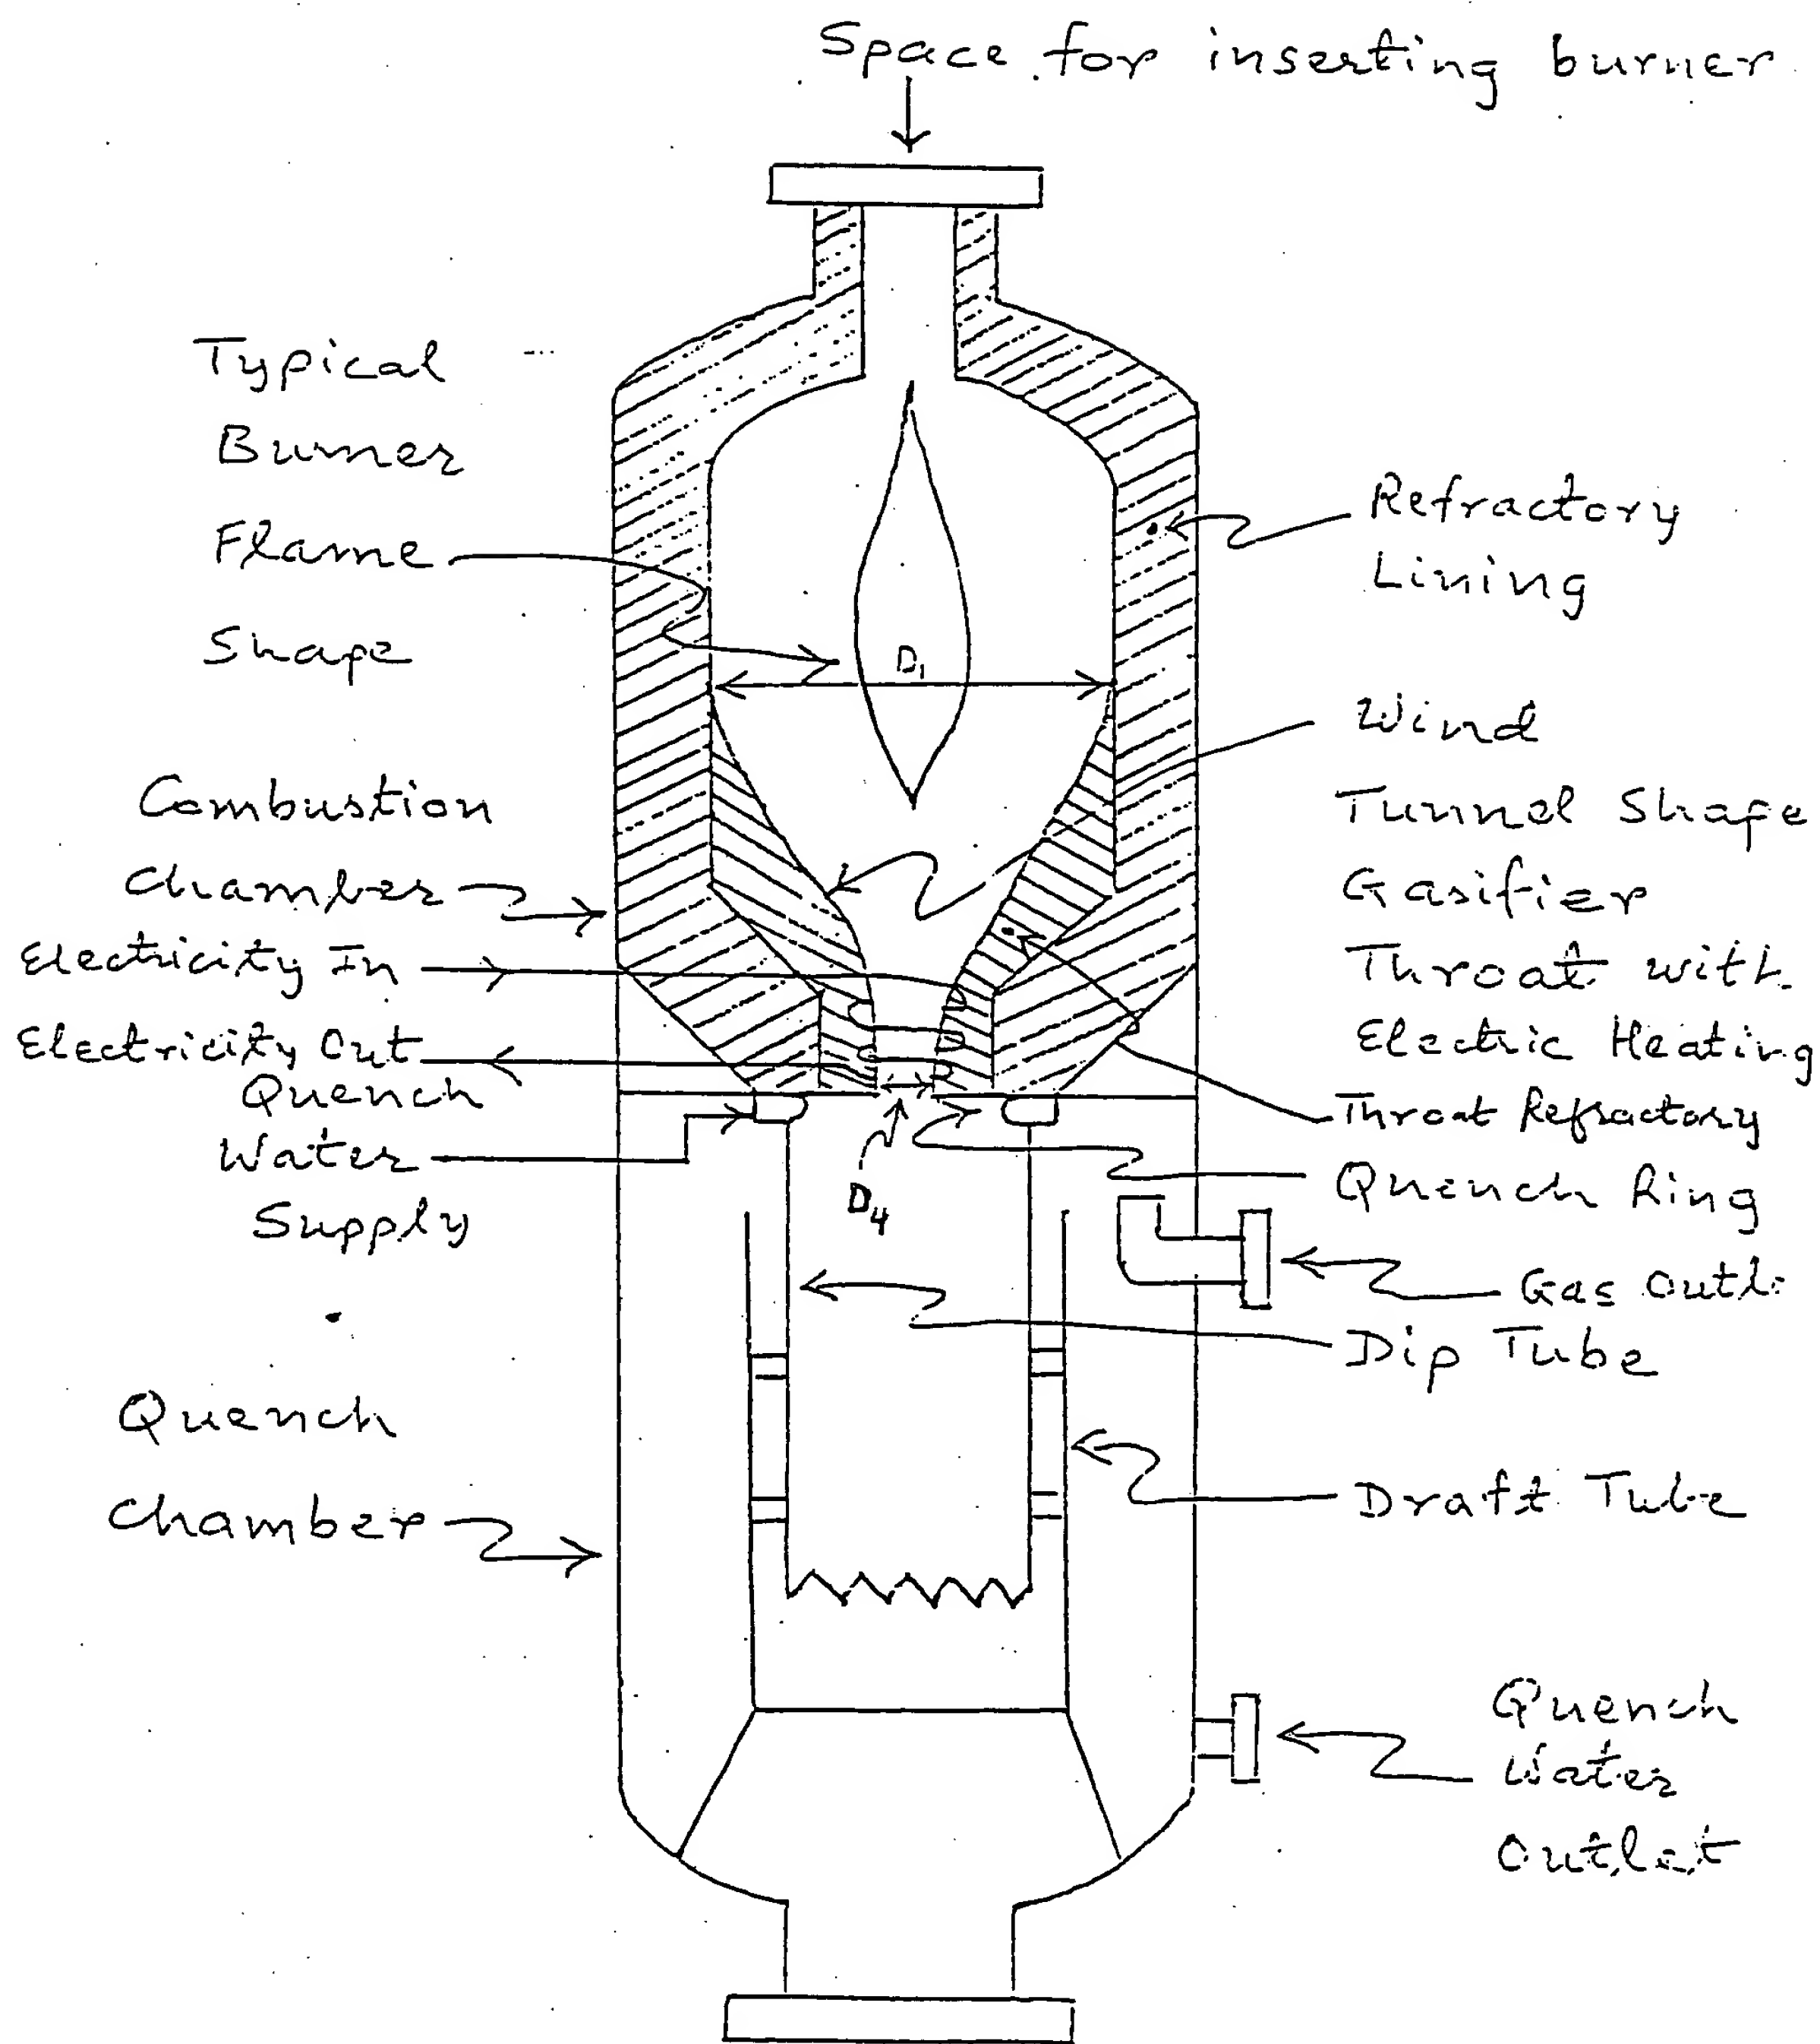 Space for inserting burner
Typical
Burner
Flame
Shape
Refractory
Lining
D1
Wind
Tunnel Shape
Gasifier
Throat with
Electric Heating
Combustion
Chamber
Electricity In
Electricity Out
Quench
Water
Supply
Throat Refractory
Quench Ring
D4
Gas Outl
Dip Tube
Quench
Chamber
Draft Tube
Quench
Water
Outlet